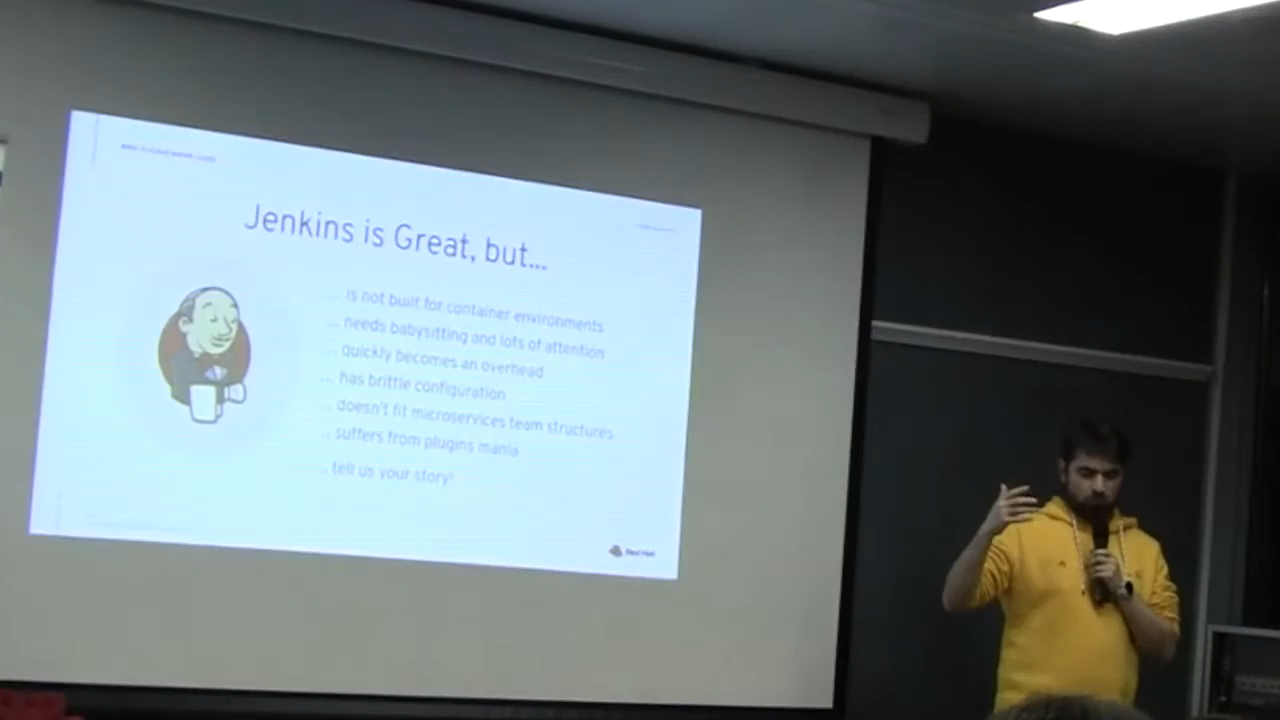 Jenkins is Great, but...
... is not built for container environments
... needs babysitting and lots of attention
... quickly becomes an overhead
... has brittle configuration
... doesn't fit microservices team structures
... suffers from plugins mania
... tell us your story"
Red Hat